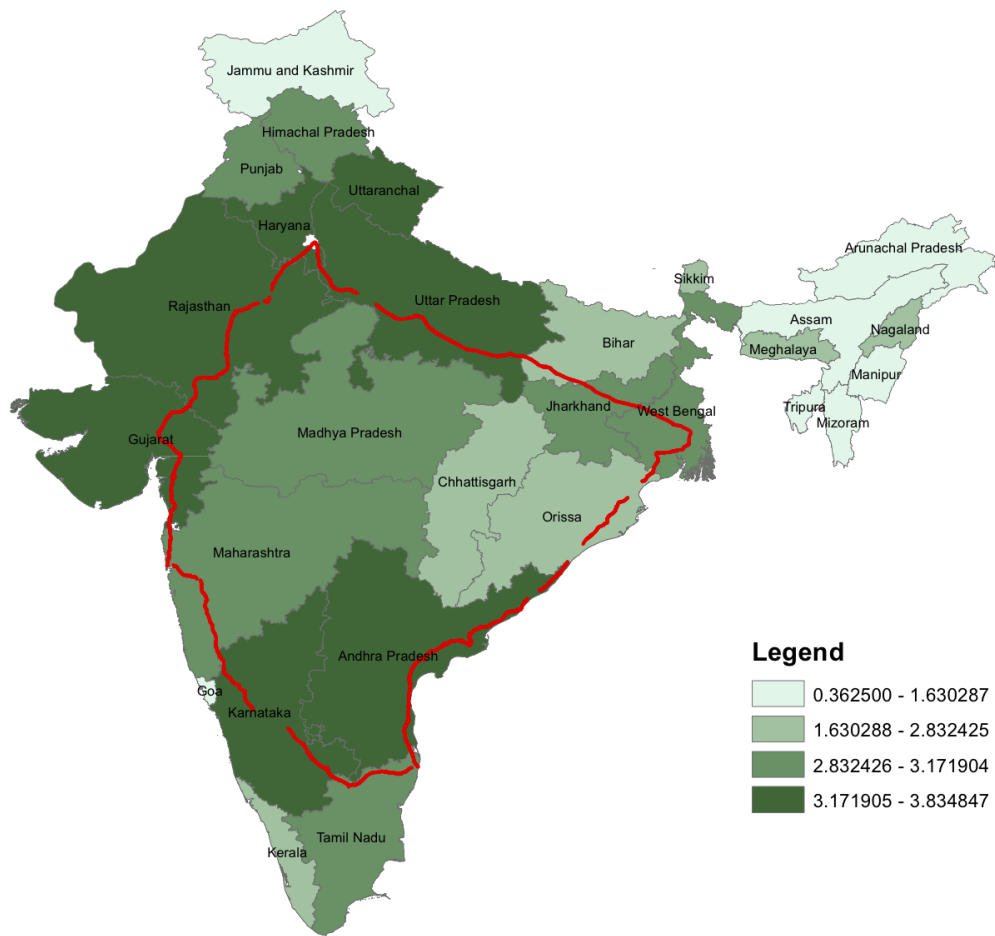 Jammu and Kashmir
Himachal Pradesh
Punjab
Uttaranchal
Haryana
Arunachal Pradesh
Sikkim
Rajasthan
Uttar Pradesh
Assam
Nagaland
Bihar
Meghalaya
Manipur
Jharkhand
West Bengal
Tripura
Mizoram
Gujarat
Madhya Pradesh
Chhattisgarh
Orissa
Maharashtra
Andhra Pradesh
Goa
Karnataka
Tamil Nadu
Kerala
Legend
0.362500 - 1.630287
1.630288 - 2.832425
2.832426 - 3.171904
3.171905 - 3.834847